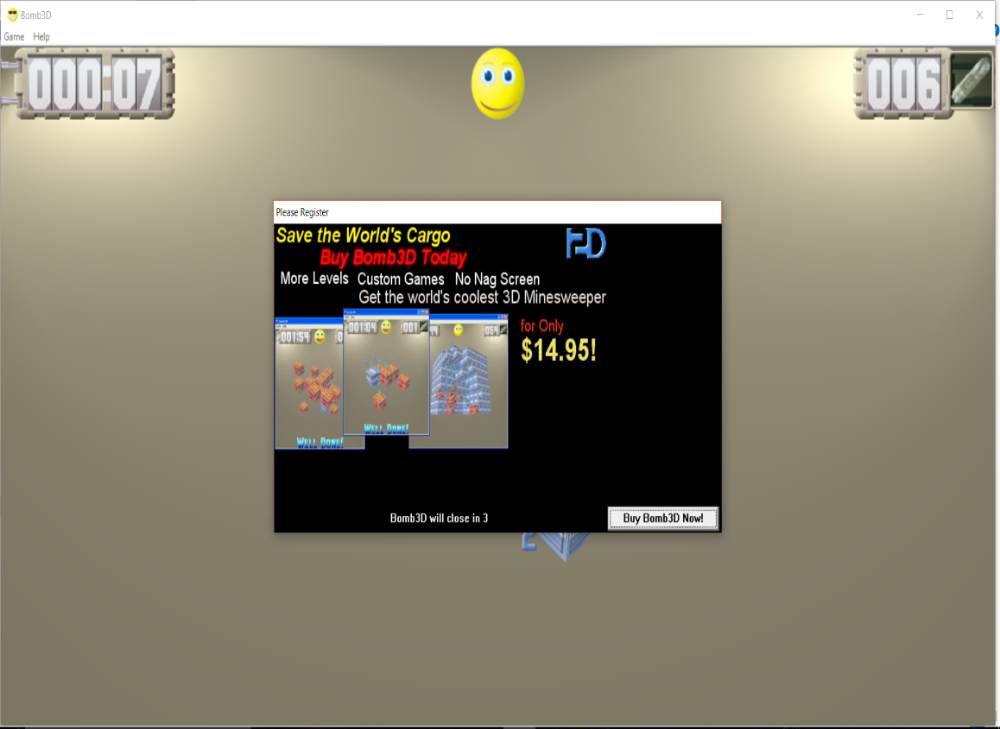 Bomb3D
Game Help
000:07
006
Please Register
Save the World's Cargo
Buy Bomb3D Today
More Levels Custom Games No Nag Screen
Get the world's coolest 3D Minesweeper
for Only
$14.95!
001:54
001:04
001
054
Well Done!
Well Done!
Bomb3D will close in 3
Buy Bomb3D Now!
2